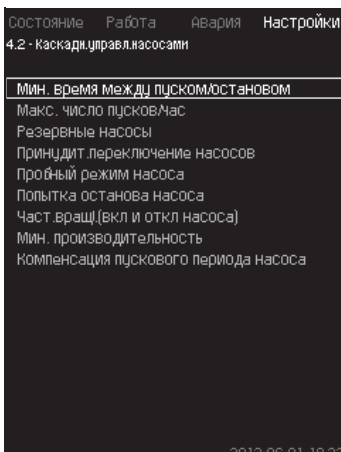 Состояние Работа Авария Настройки
4.2 - Каскадн.управл.насосами
Мин. время между пуском/остановом
Макс. число пусков/час
Резервные насосы
Принудит.переключение насосов
Пробный режим насоса
Попытка останова насоса
Част.вращ.(вкл и откл насоса)
Мин. производительность
Компенсация пускового периода насоса